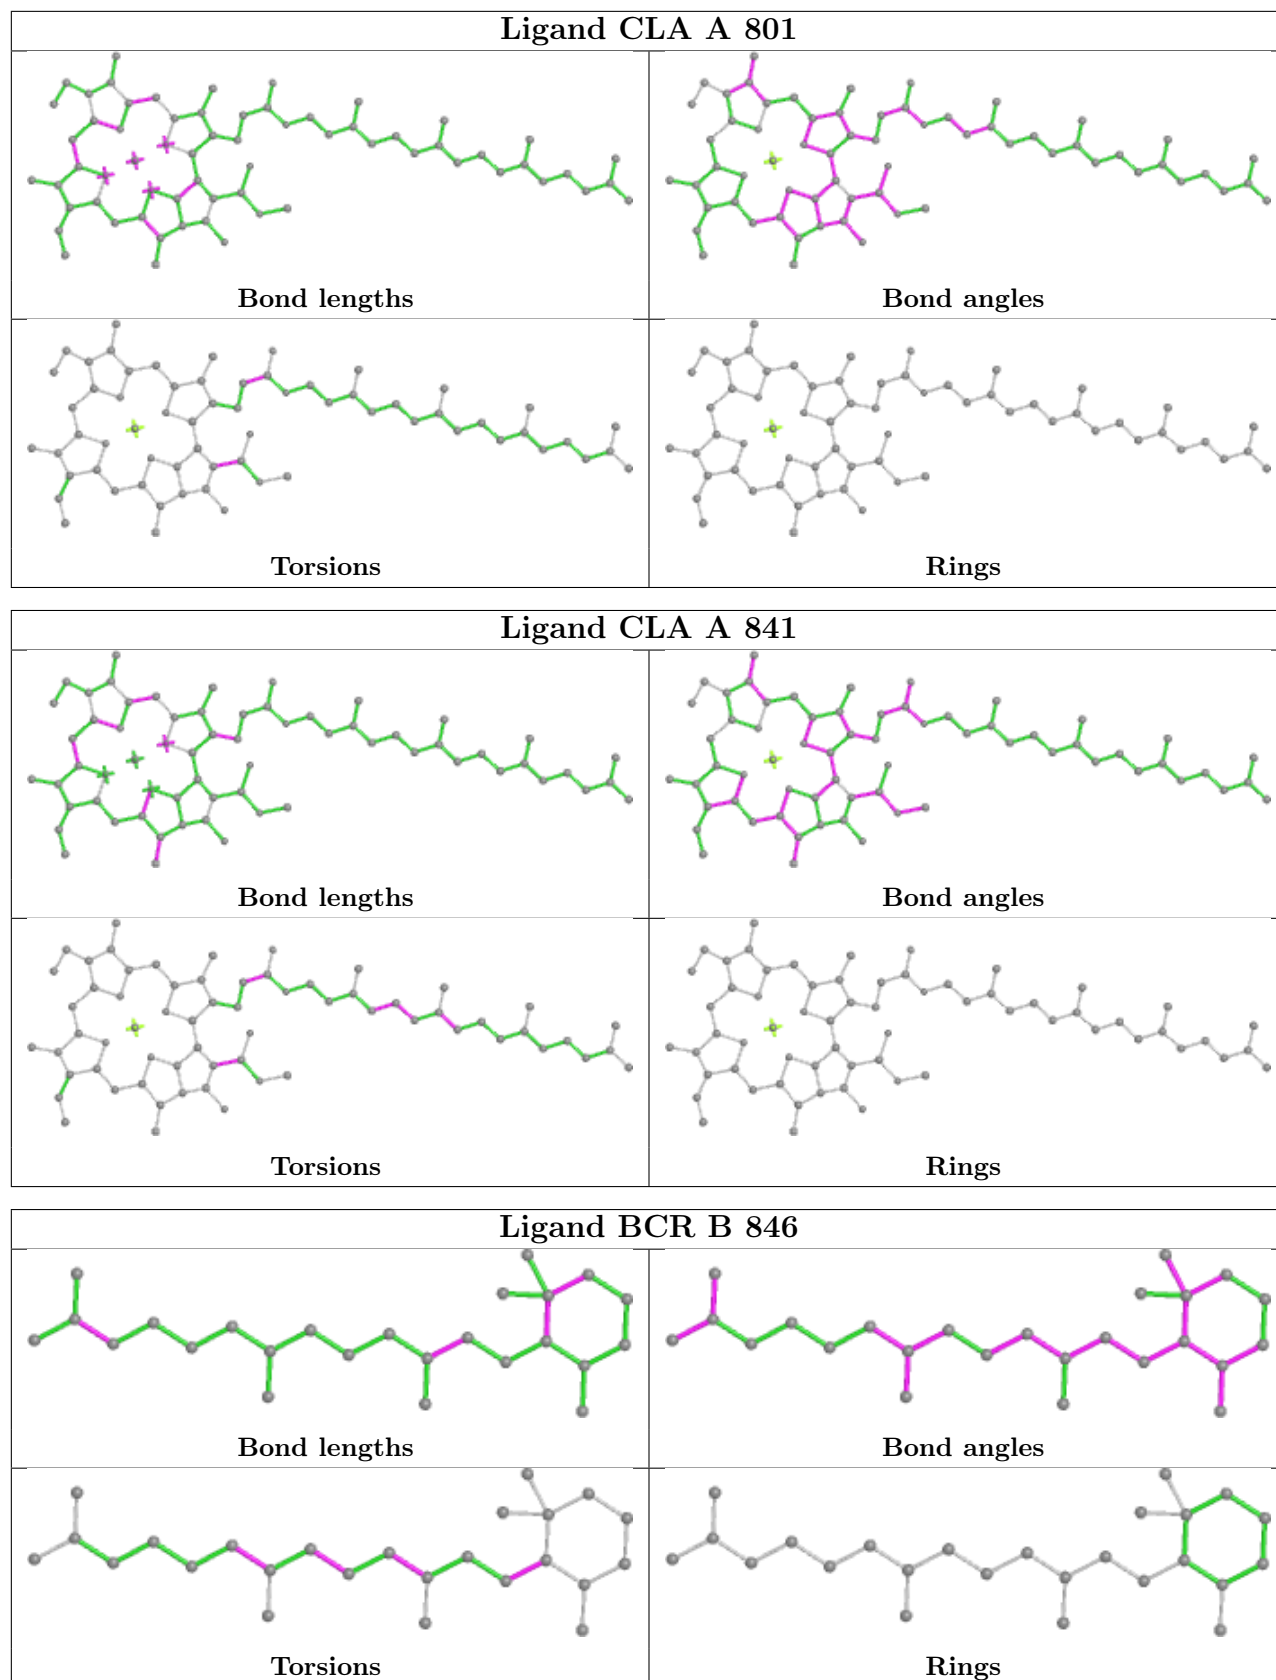 Ligand CLA A 801
Bond lengths
Bond angles
Torsions
Rings
Ligand CLA A 841
Bond lengths
Bond angles
Torsions
Rings
Ligand BCR B 846
Bond lengths
Bond angles
Torsions
Rings